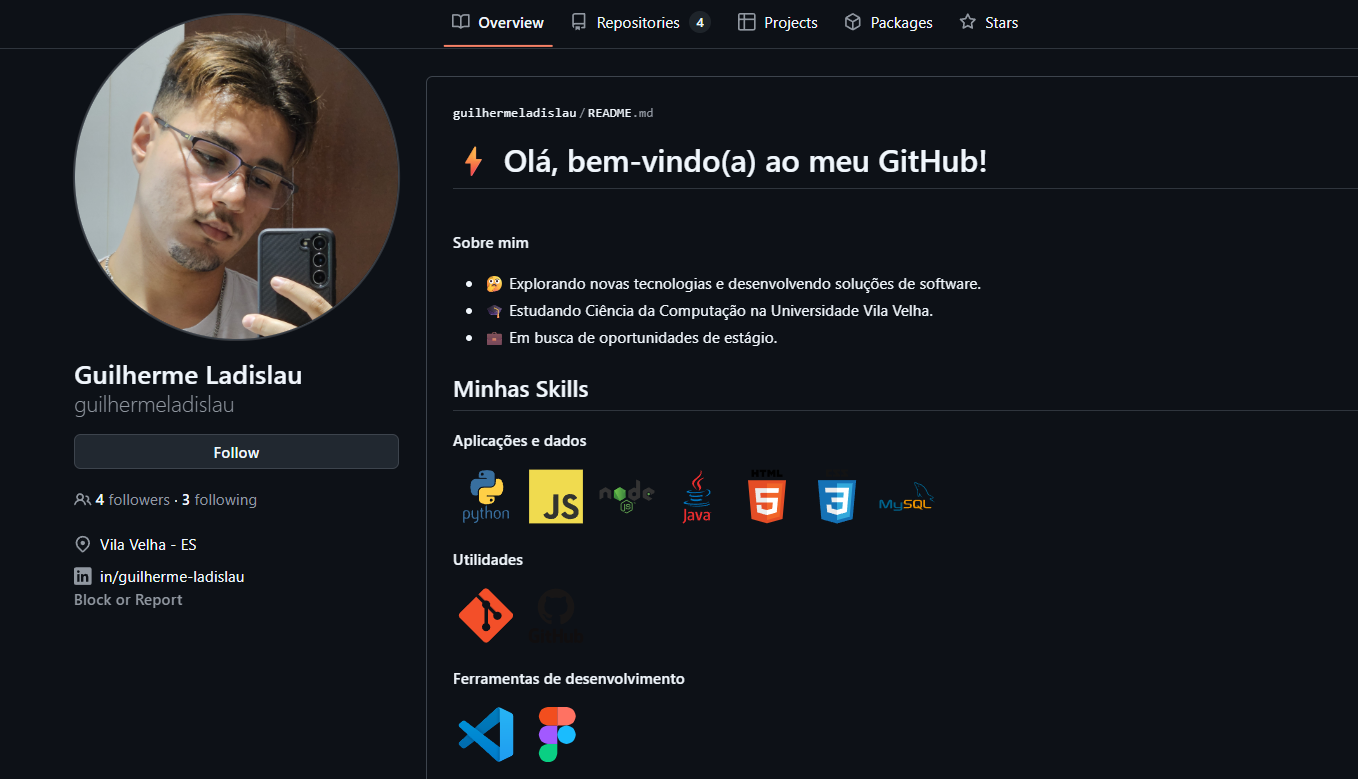 Overview
Repositories 4
Projects
Packages
Stars
Guilherme Ladislau
guilhermeladislau
Follow
4 followers · 3 following
Vila Velha - ES
in/guilherme-ladislau
Block or Report
guilhermeladislau/README.md
Olá, bem-vindo(a) ao meu GitHub!
Sobre mim
Explorando novas tecnologias e desenvolvendo soluções de software.
Estudando Ciência da Computação na Universidade Vila Velha.
Em busca de oportunidades de estágio.
Minhas Skills
Aplicações e dados
python
JS
node
JS
Java
HTML
5
3
MySQL
Utilidades
Ferramentas de desenvolvimento